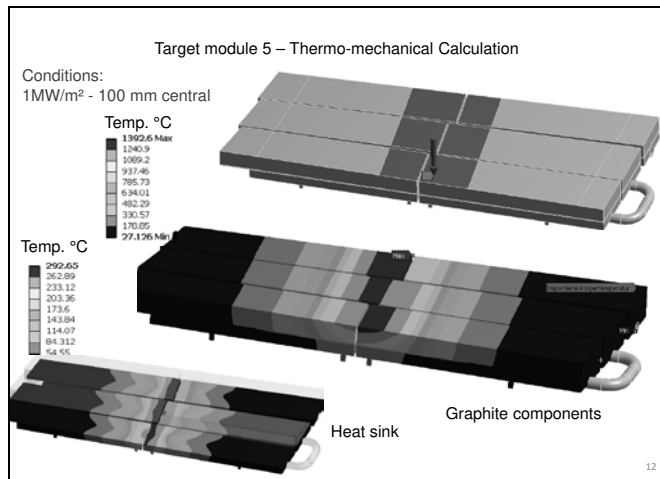 Target module 5 – Thermo-mechanical Calculation
Conditions:
1MW/m² - 100 mm central
Temp. °C
1392.6 Max
1240.9
1089.2
937.46
785.73
634.01
482.29
330.57
178.85
27.126 Min
Temp. °C
292.65
262.89
233.12
203.36
173.6
143.84
114.07
84.312
54.55
Max
Min
Graphite components
Heat sink
12